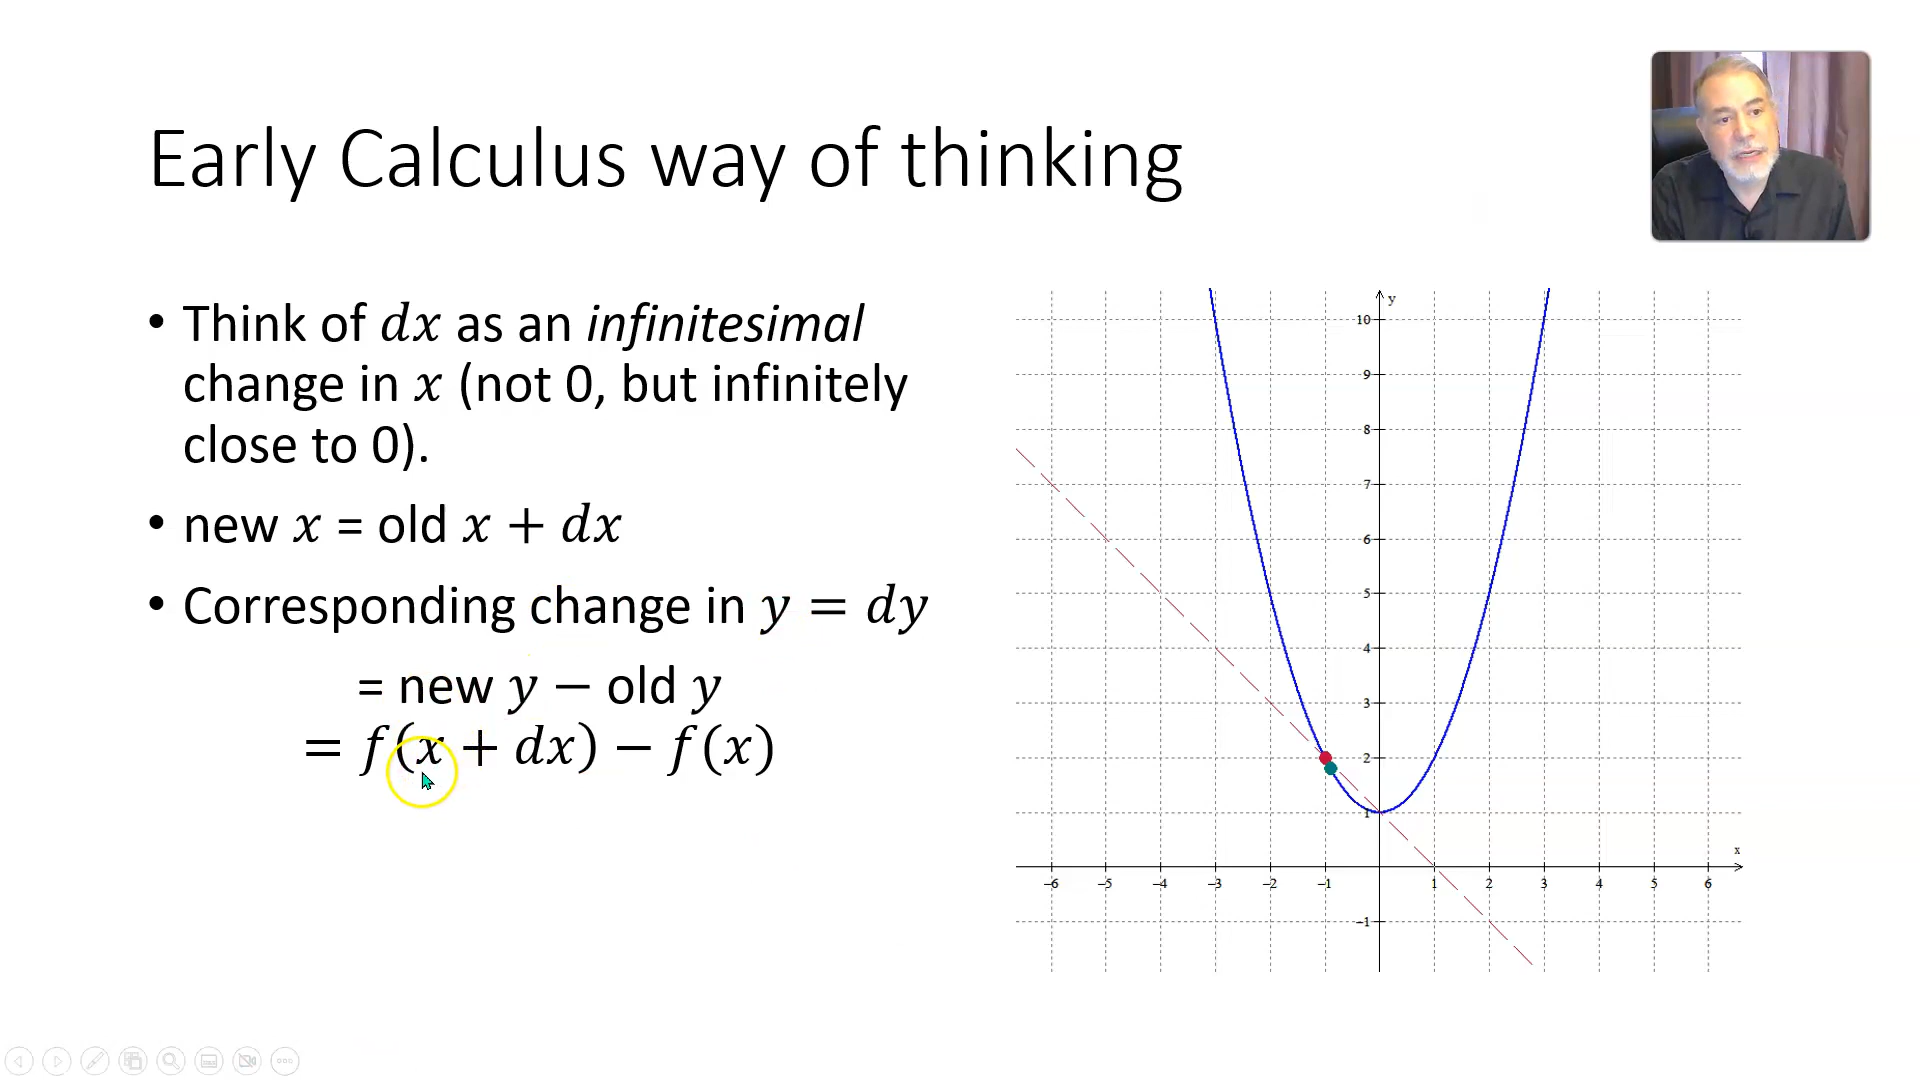 Early Calculus way of thinking
• Think of dx as an infinitesimal
change in x (not 0, but infinitely
close to 0).
• new x = old x + dx
• Corresponding change in y = dy
= new y − old y
= f(x + dx) − f(x)
y
10
9
8
7
6
5
4
3
2
1
x
−6 −5 −4 −3 −2 −1 1 2 3 4 5 6
−1